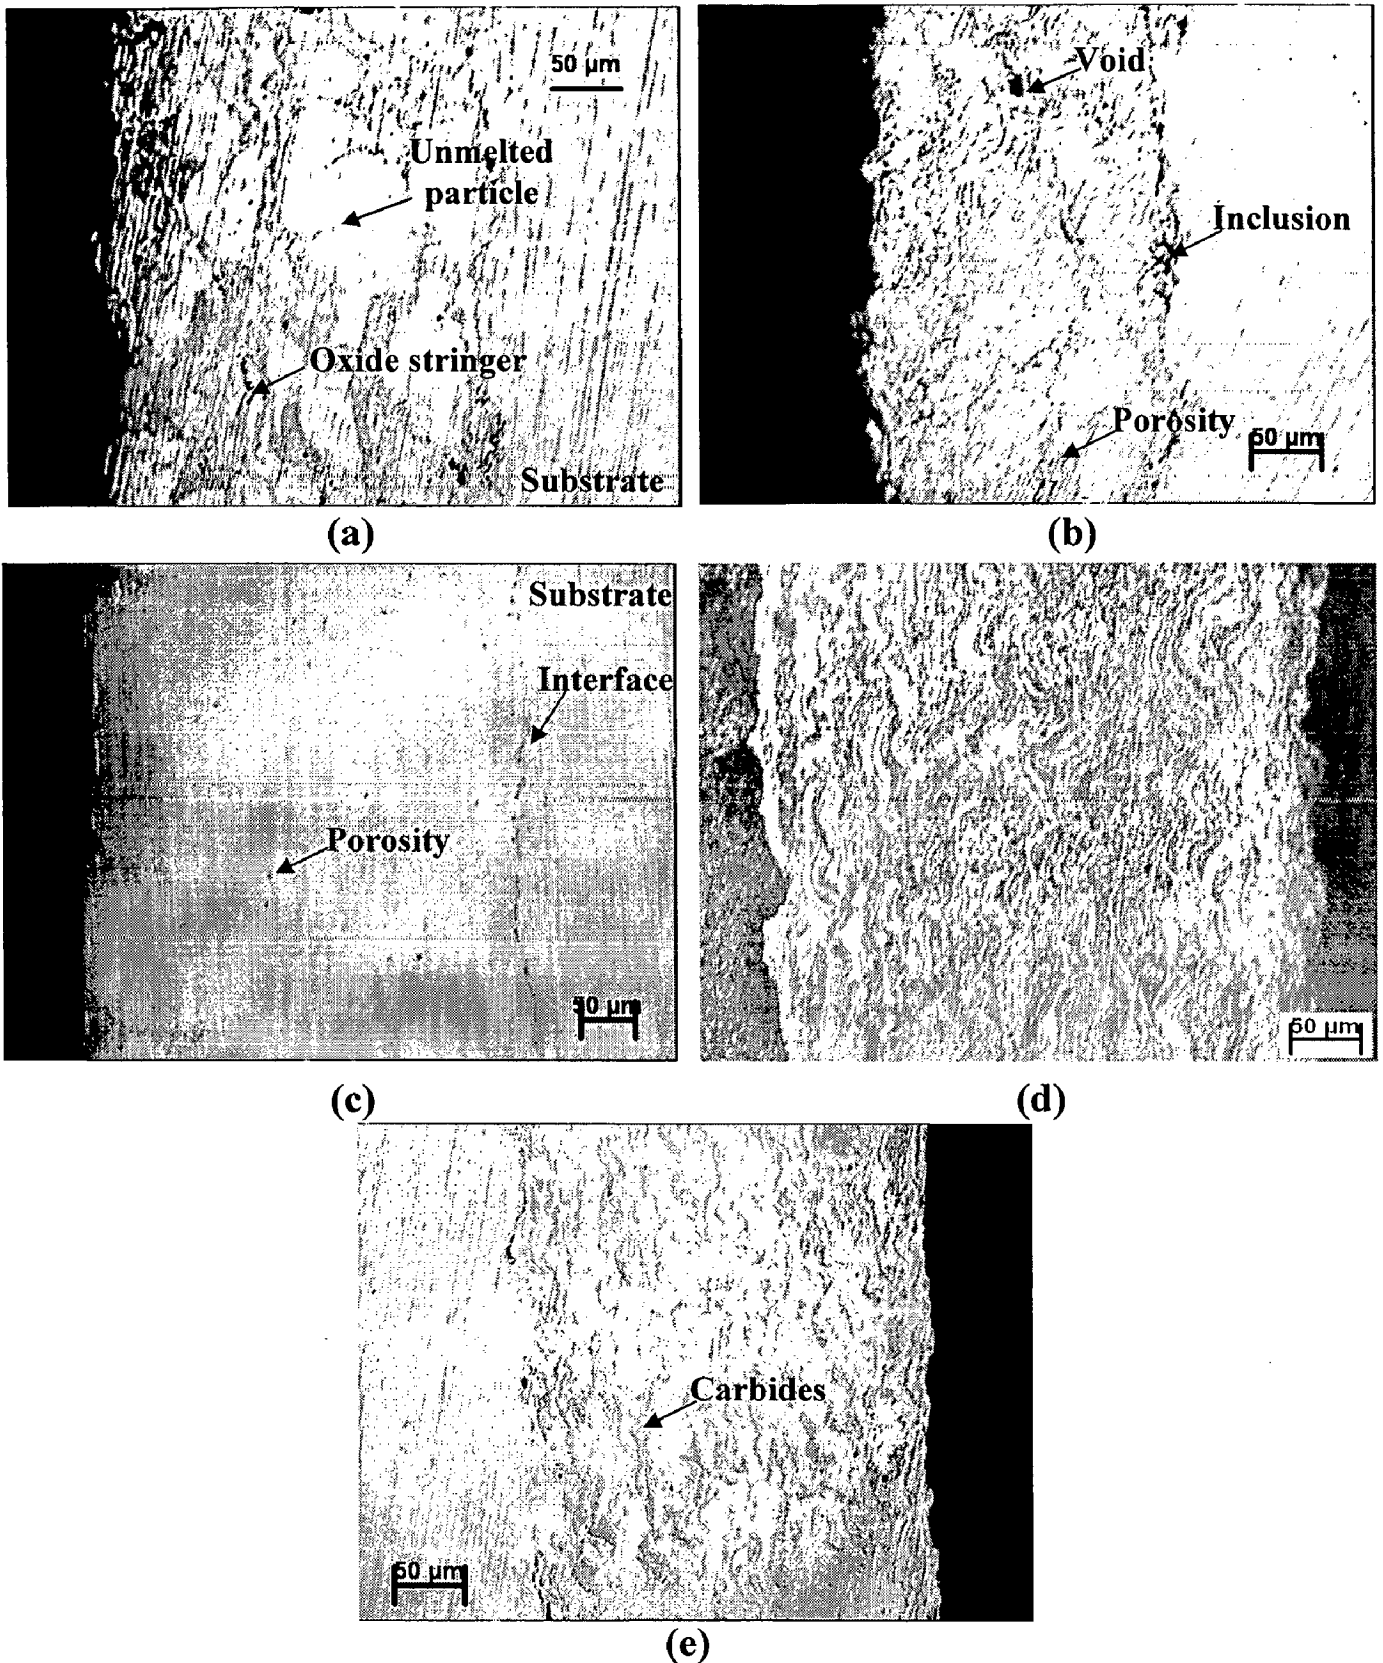 50 µm
Unmelted
particle
Oxide stringer
Substrate
(a)
Void
Inclusion
Porosity
50 µm
(b)
Substrate
Interface
Porosity
50 µm
(c)
50 µm
(d)
Carbides
50 µm
(e)